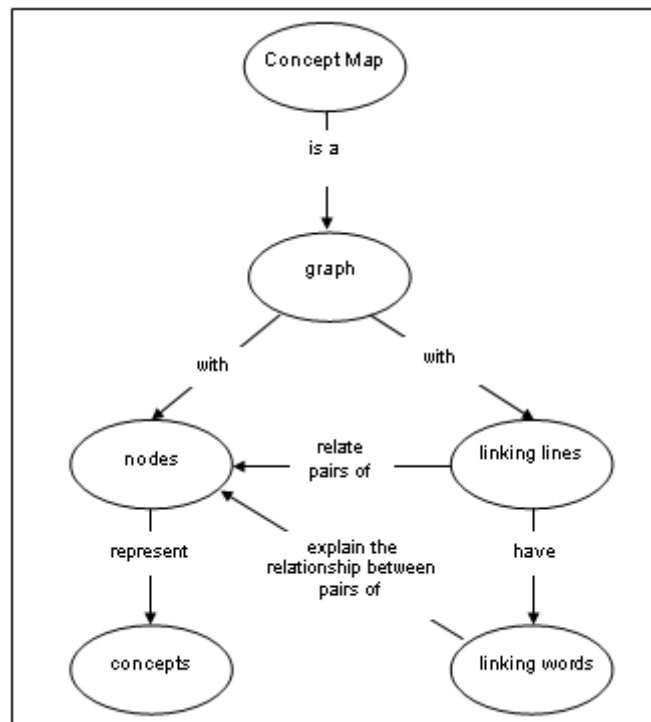 Concept Map
is a
graph
with
with
nodes
relate
pairs of
linking lines
represent
explain the
relationship between
pairs of
have
concepts
linking words